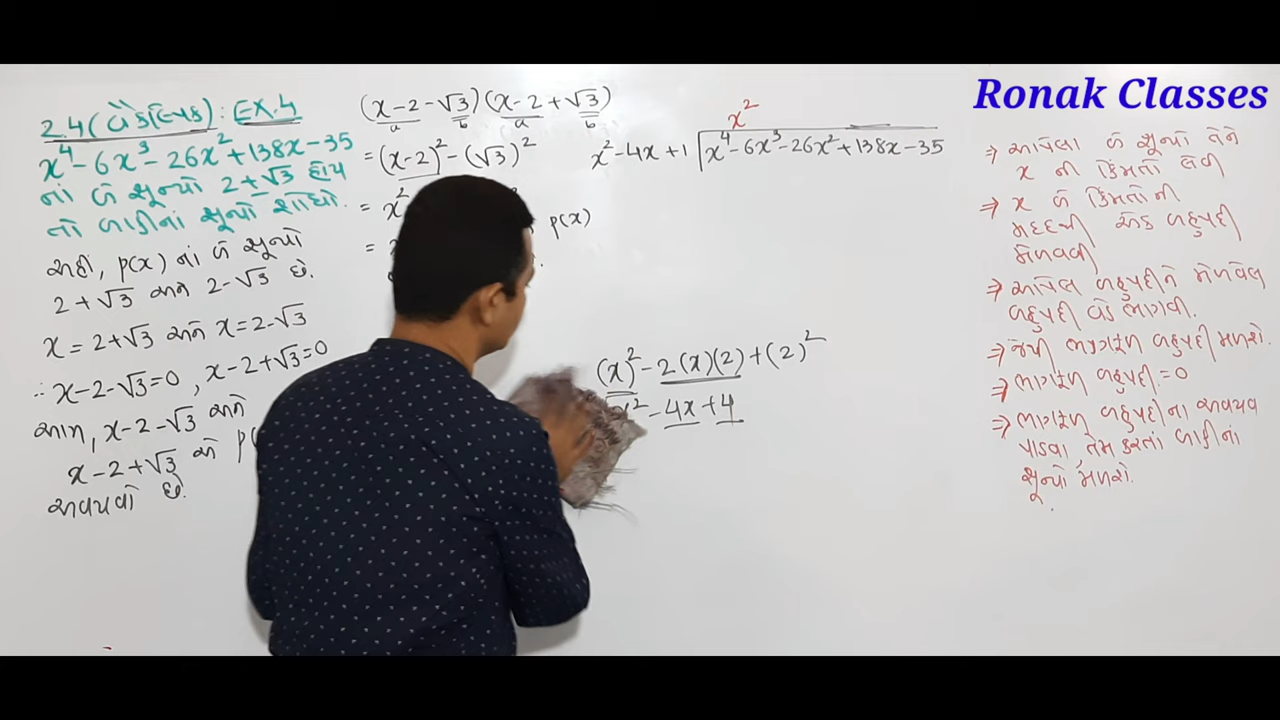 2.4 (વૈકલ્પિક) : EX.4
x⁴ - 6x³ - 26x² + 138x - 35
નાં બે શૂન્યો 2 ± √3 હોય
તો બાકીનાં શૂન્યો શોધો.
અહીં, p(x) નાં બે શૂન્યો
2 + √3 અને 2 - √3 છે.
x = 2 + √3 અને x = 2 - √3
∴ x - 2 - √3 = 0 , x - 2 + √3 = 0
આમ, x - 2 - √3 અને
x - 2 + √3 એ p(
અવયવો છે.
(x - 2 - √3)(x - 2 + √3)
a b a b
= (x - 2)² - (√3)²
= x²
=
p(x)
x²
x² - 4x + 1 | x⁴ - 6x³ - 26x² + 138x - 35
(x)² - 2(x)(2) + (2)²
x² - 4x + 4
Ronak Classes
⇒ આપેલા બે શૂન્યો તેને
x ની કિંમતો લેવી
⇒ x બે કિંમતોની
મદદથી એક બહુપદી
મેળવવી
⇒ આપેલ બહુપદીને મેળવેલ
બહુપદી વડે ભાગવી.
⇒ જેથી ભાગફળ બહુપદી મળશે.
⇒ ભાગફળ બહુપદી = 0
⇒ ભાગફળ બહુપદીના અવયવ
પાડવા તેમ કરતાં બાકીનાં
શૂન્યો મળશે.